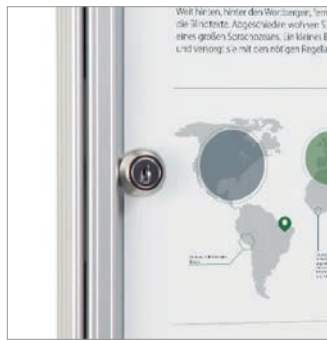 Weit hinten, hinter den Wortbergen, fern
die Blindtexte. Abgeschieden wohnen S
eines großen Sprachozeans. Ein kleines B
und versorgt sie mit den nötigen Regelia